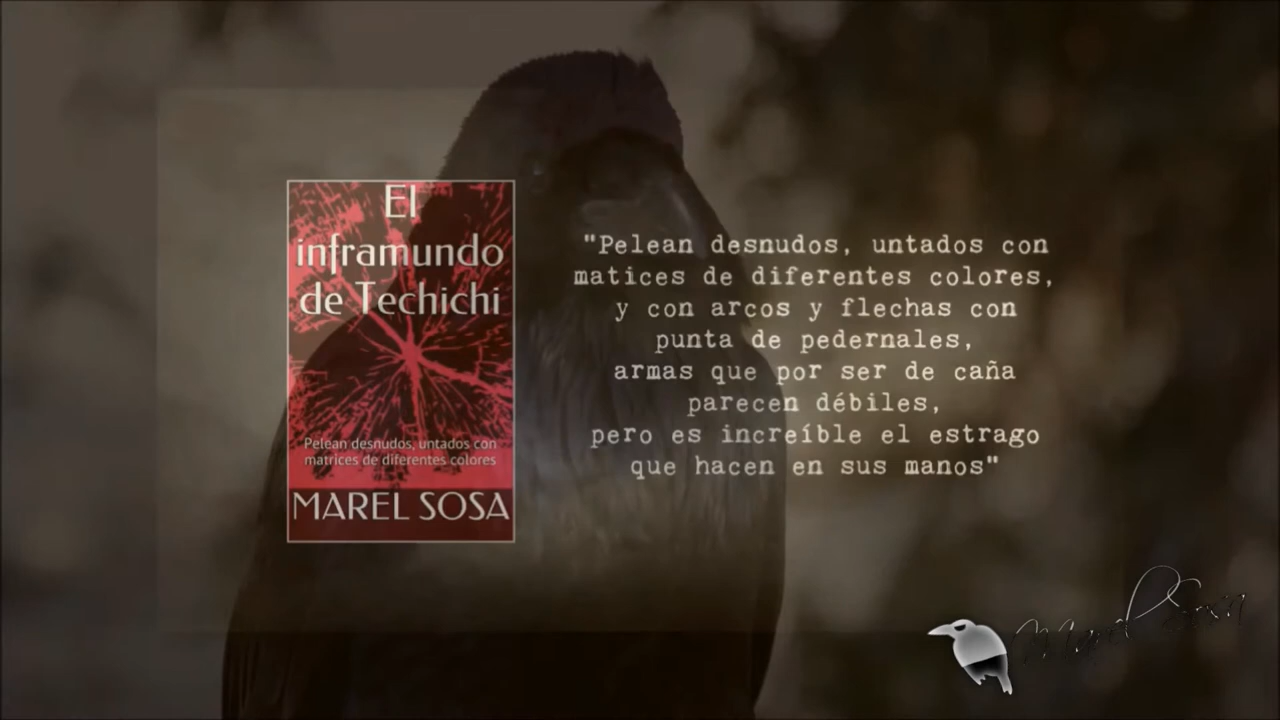 El
inframundo
de Techichi
Pelean desnudos, untados con
matrices de diferentes colores
MAREL SOSA
"Pelean desnudos, untados con
matices de diferentes colores,
y con arcos y flechas con
punta de pedernales,
armas que por ser de caña
parecen débiles,
pero es increíble el estrago
que hacen en sus manos"
Marel Sosa